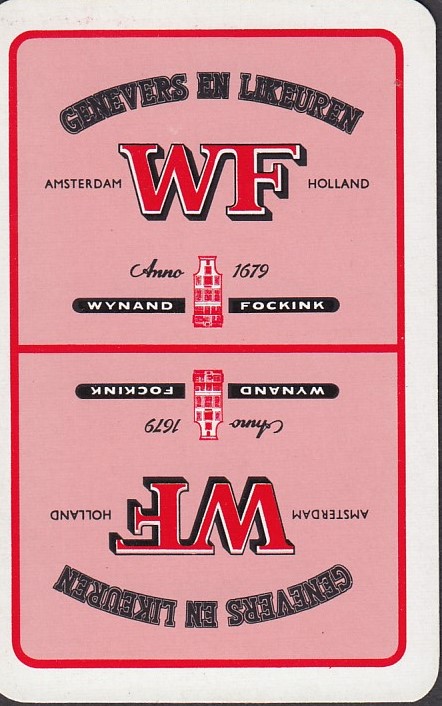 GENEVERS EN LIKEUREN
WF
AMSTERDAM HOLLAND
Anno 1679
WYNAND FOCKINK
WYNAND FOCKINK
Anno 1679
AMSTERDAM HOLLAND
WF
GENEVERS EN LIKEUREN